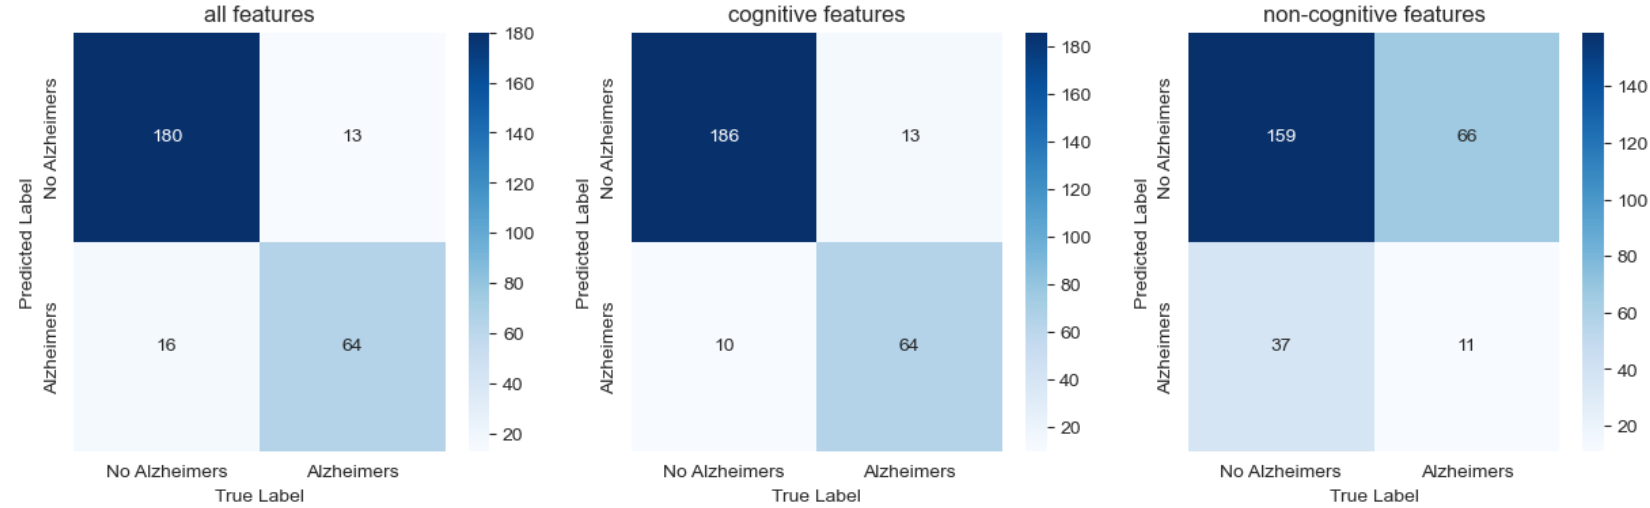 all features
cognitive features
non-cognitive features
Predicted Label
No Alzheimers
Alzheimers
180
13
16
64
No Alzheimers
Alzheimers
True Label
180
160
140
120
100
80
60
40
20
Predicted Label
No Alzheimers
Alzheimers
186
13
10
64
No Alzheimers
Alzheimers
True Label
180
160
140
120
100
80
60
40
20
Predicted Label
No Alzheimers
Alzheimers
159
66
37
11
No Alzheimers
Alzheimers
True Label
140
120
100
80
60
40
20